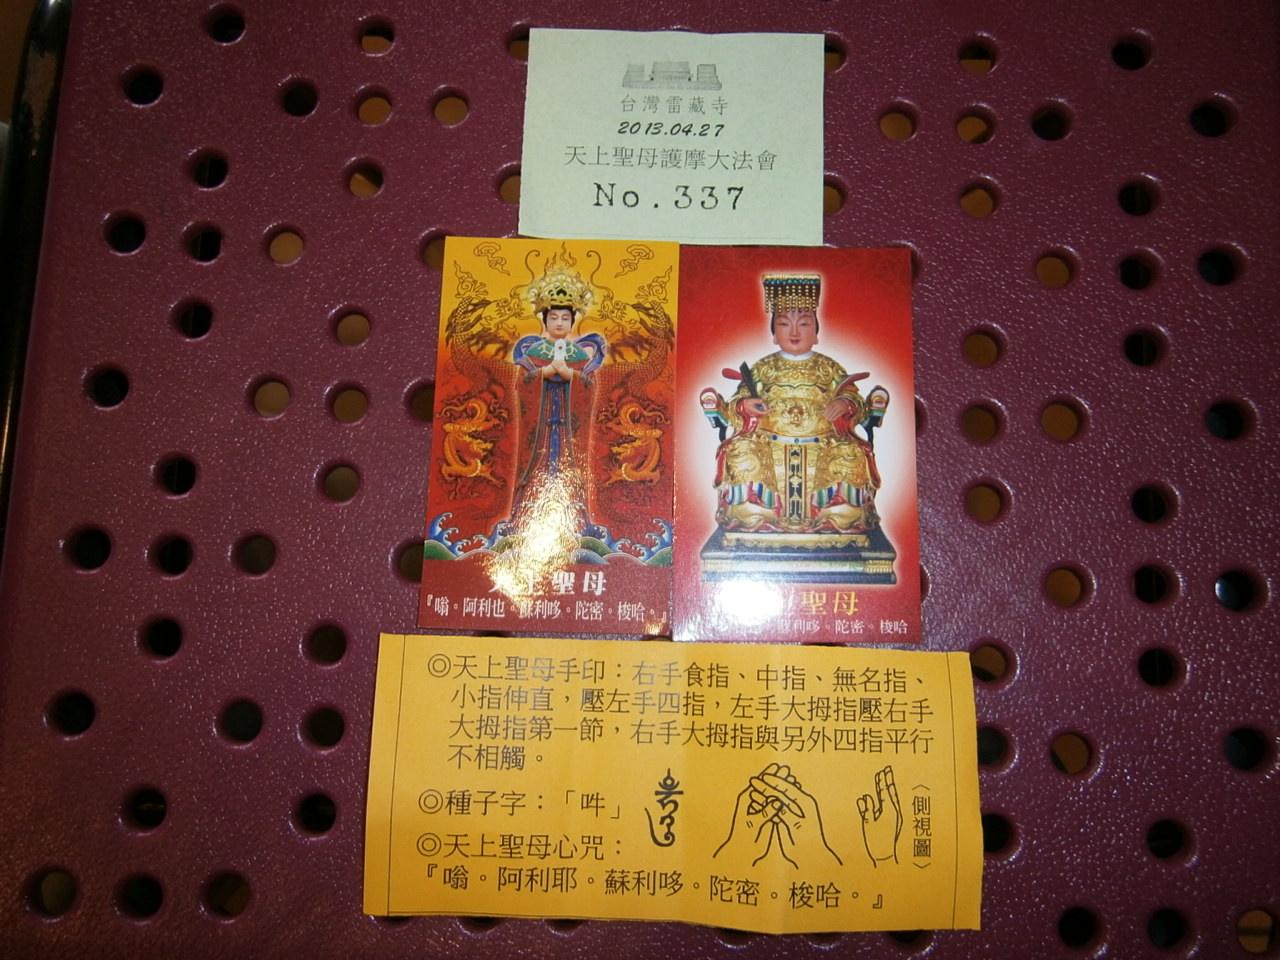 台灣雷藏寺
2013.04.27
天上聖母護摩大法會
No.337
上聖母
『嗡。阿利也。蘇利哆。陀密。梭哈。』
聖母
蘇利哆。陀密。梭哈
◎天上聖母手印：右手食指、中指、無名指、
小指伸直，壓左手四指，左手大拇指壓右手
大拇指第一節，右手大拇指與另外四指平行
不相觸。
◎種子字：「吽」
〈側視圖〉
◎天上聖母心咒：
『嗡。阿利耶。蘇利哆。陀密。梭哈。』